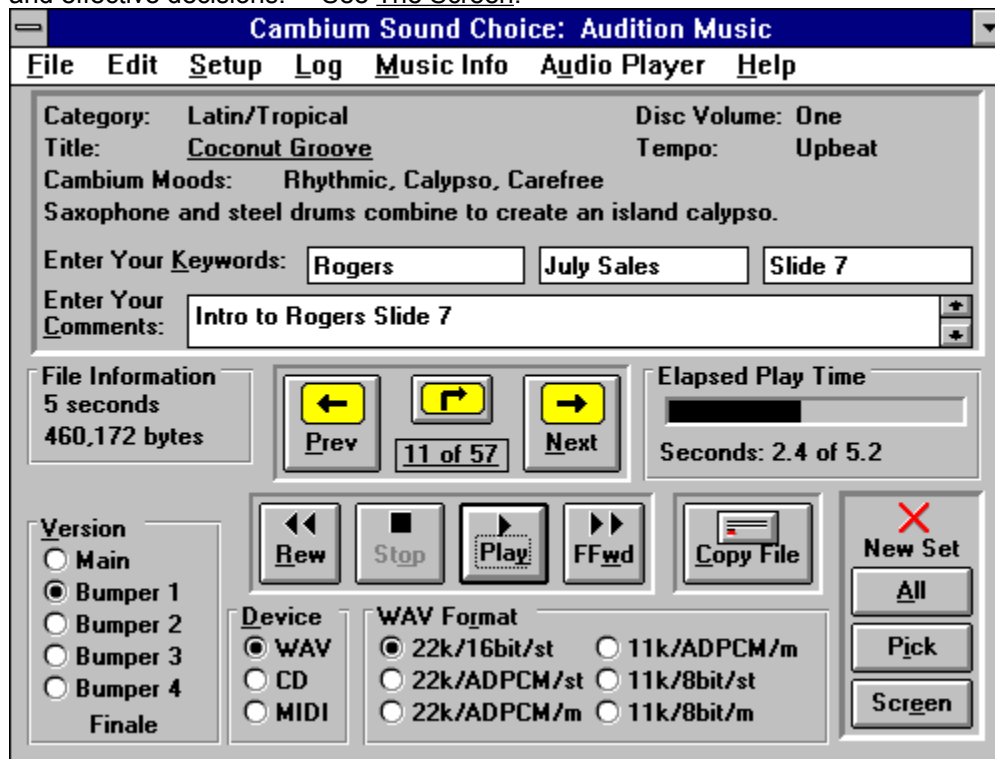 and effective decisions. See The Screen.
Cambium Sound Choice: Audition Music
File Edit Setup Log Music Info Audio Player Help
Category: Latin/Tropical Disc Volume: One
Title: Coconut Groove Tempo: Upbeat
Cambium Moods: Rhythmic, Calypso, Carefree
Saxophone and steel drums combine to create an island calypso.
Enter Your Keywords: Rogers July Sales Slide 7
Enter Your
Comments: Intro to Rogers Slide 7
File Information
5 seconds
460,172 bytes
Prev 11 of 57 Next
Elapsed Play Time
Seconds: 2.4 of 5.2
Version
Main
Bumper 1
Bumper 2
Bumper 3
Bumper 4
Finale
Rew Stop Play FFwd Copy File
Device
WAV
CD
MIDI
WAV Format
22k/16bit/st 11k/ADPCM/m
22k/ADPCM/st 11k/8bit/st
22k/ADPCM/m 11k/8bit/m
New Set
All
Pick
Screen